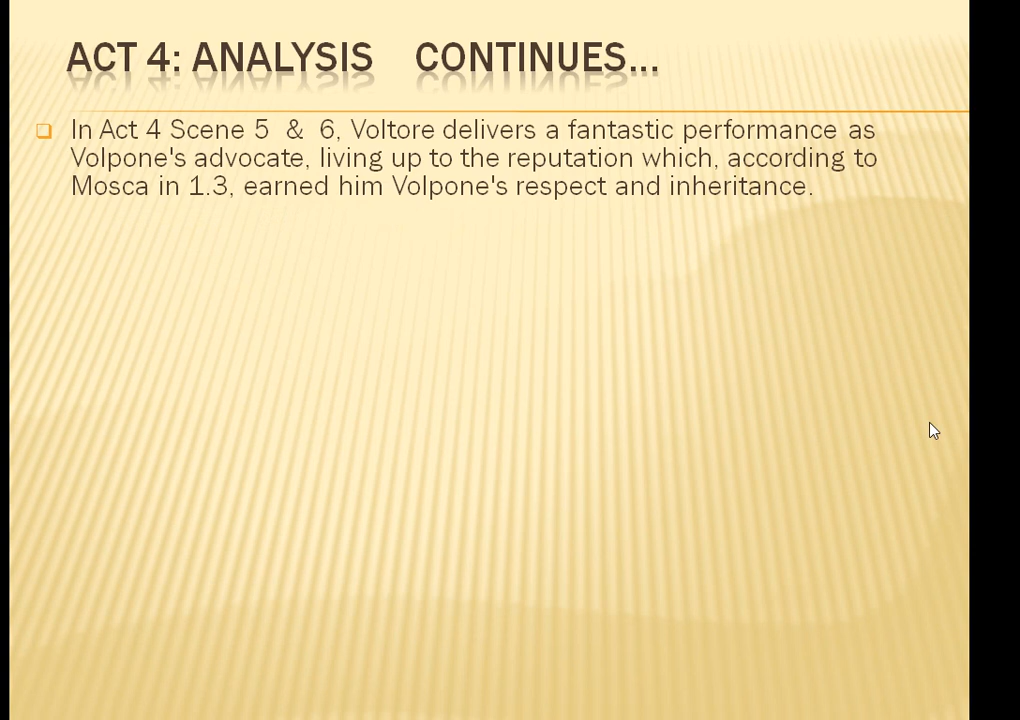 ACT 4: ANALYSIS CONTINUES...
In Act 4 Scene 5 & 6, Voltore delivers a fantastic performance as
Volpone's advocate, living up to the reputation which, according to
Mosca in 1.3, earned him Volpone's respect and inheritance.